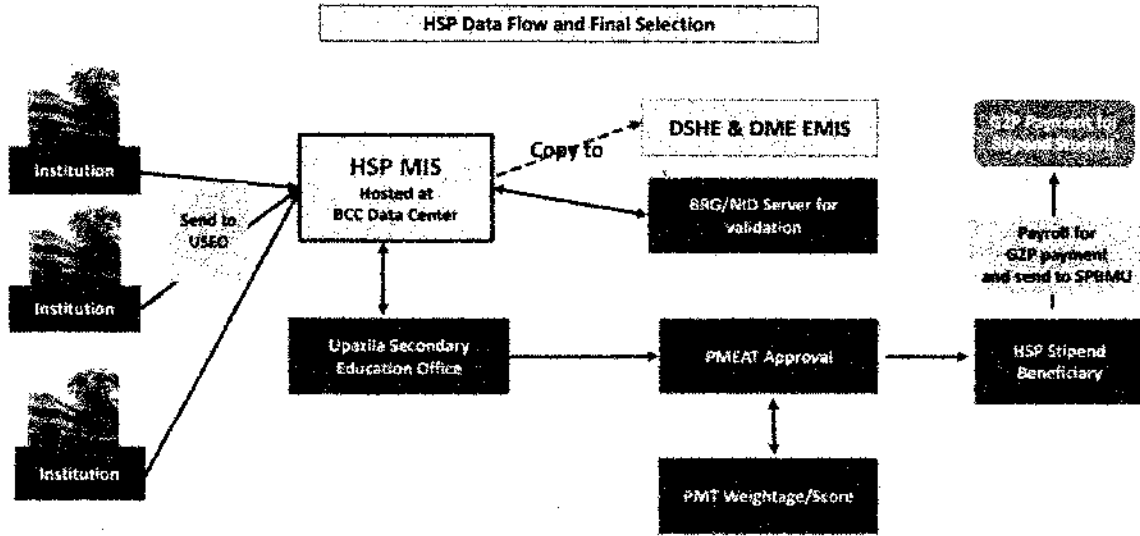 HSP Data Flow and Final Selection
Institution
Institution
Institution
Send to
USEO
HSP MIS
Hosted at
BCC Data Center
Copy to
DSHE & DME EMIS
BRG/NID Server for
validation
Upazila Secondary
Education Office
PMEAT Approval
PMT Weightage/Score
HSP Stipend
Beneficiary
Payroll for
G2P payment
and send to SPBMU
G2P Payment to
Stipend Student